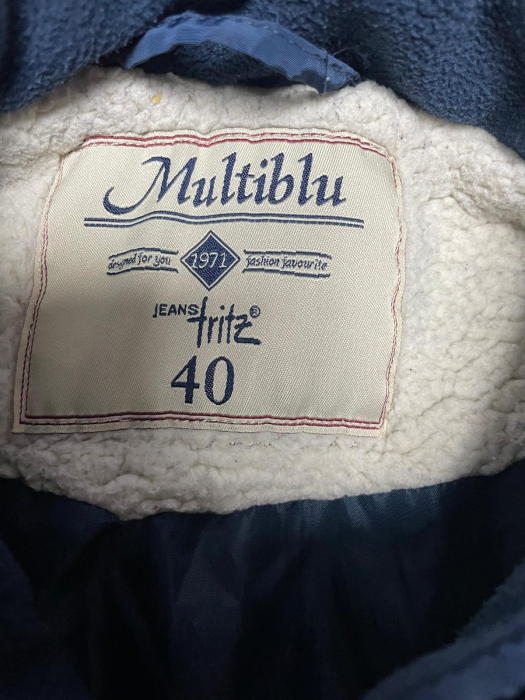 Multiblu
designed for you 1971 fashion favourite
JEANS fritz®
40